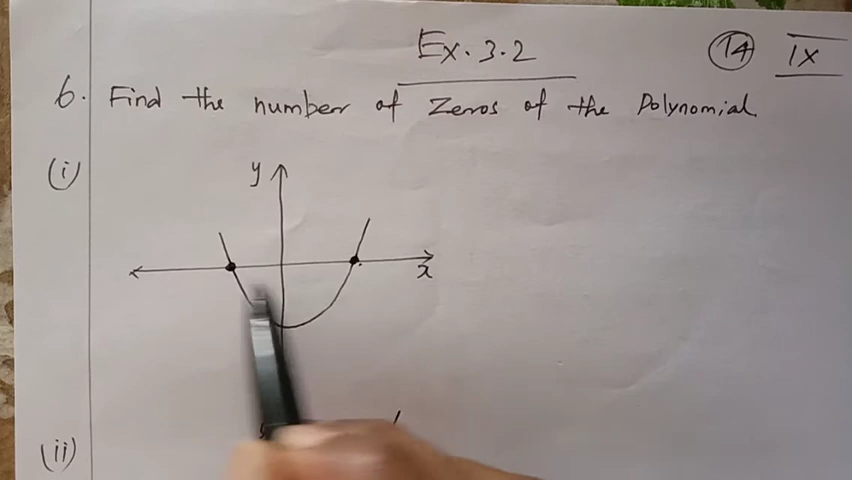 Ex. 3.2
14 IX
6. Find the number of Zeros of the Polynomial.
(i)
y
x
(ii)